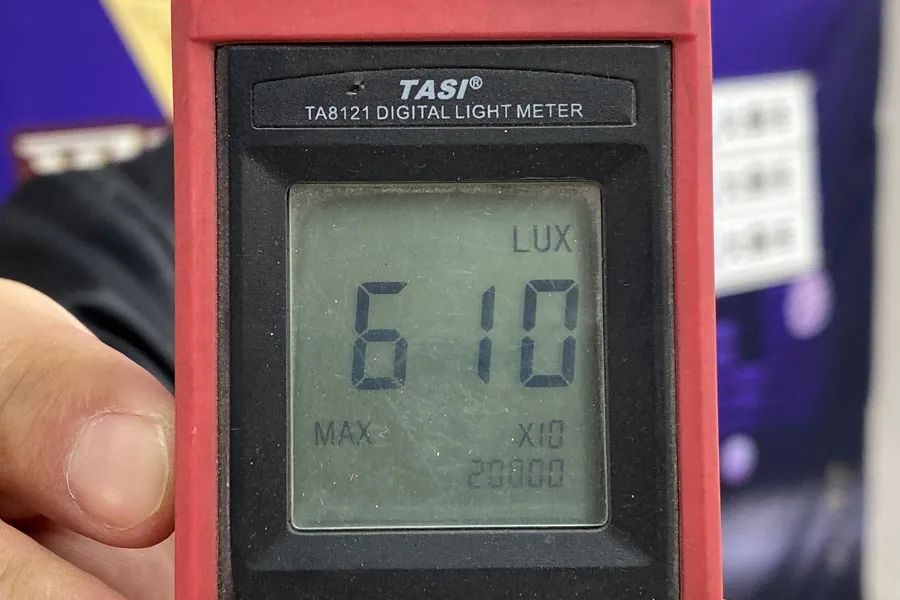 TASI®
TA8121 DIGITAL LIGHT METER
LUX
610
MAX X10
20000